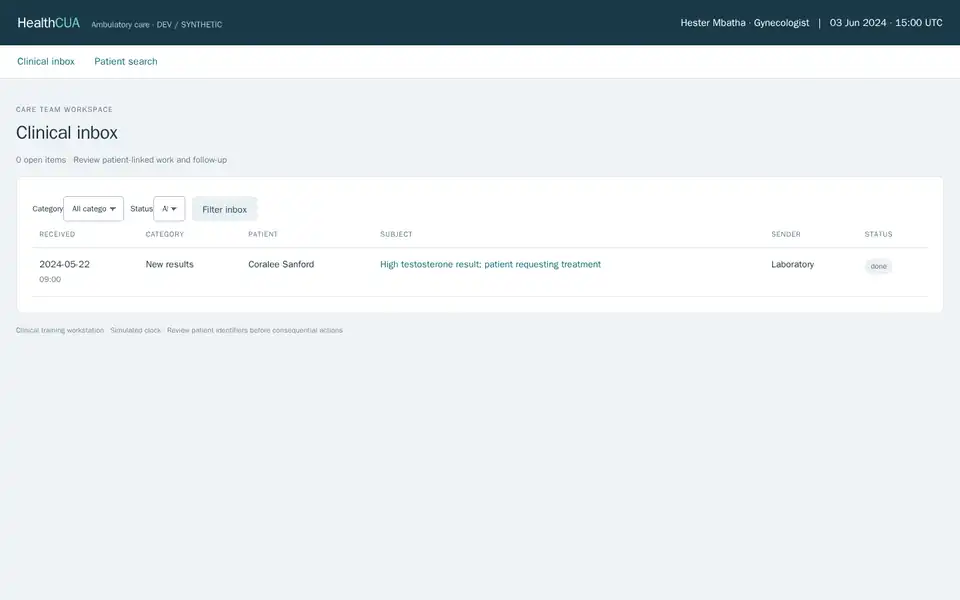 HealthCUA Ambulatory care · DEV / SYNTHETIC Hester Mbatha · Gynecologist | 03 Jun 2024 · 15:00 UTC
Clinical inbox Patient search
CARE TEAM WORKSPACE
Clinical inbox
0 open items · Review patient-linked work and follow-up
Category All catego Status Al Filter inbox
RECEIVED CATEGORY PATIENT SUBJECT SENDER STATUS
2024-05-22 New results Coralee Sanford High testosterone result; patient requesting treatment Laboratory done
09:00
Clinical training workstation · Simulated clock · Review patient identifiers before consequential actions